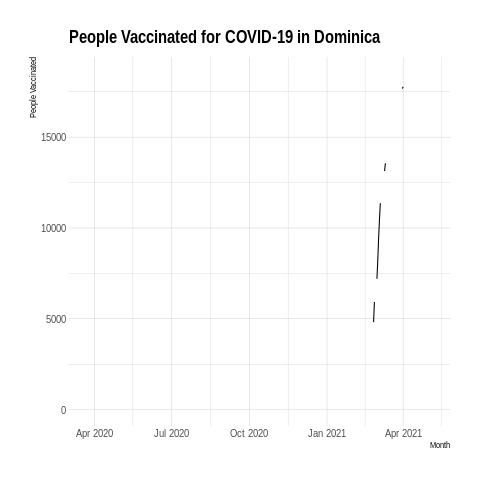 People Vaccinated for COVID-19 in Dominica
People Vaccinated
15000
10000
5000
0
Apr 2020 Jul 2020 Oct 2020 Jan 2021 Apr 2021
Month